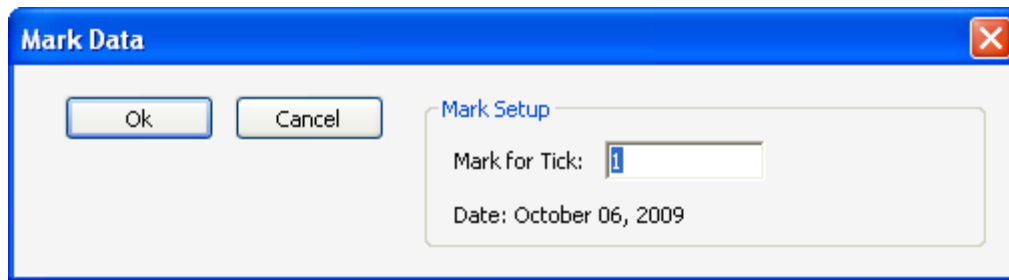 Mark Data
Ok
Cancel
Mark Setup
Mark for Tick: 1
Date: October 06, 2009